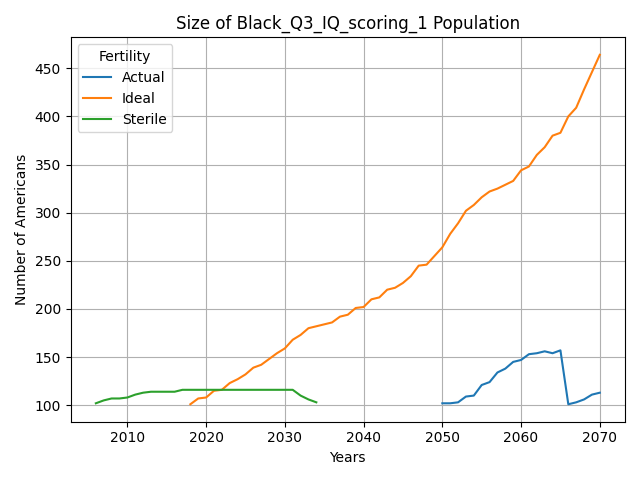 Size of Black_Q3_IQ_scoring_1 Population
Fertility
Actual
Ideal
Sterile
Number of Americans
450
400
350
300
250
200
150
100
2010 2020 2030 2040 2050 2060 2070
Years